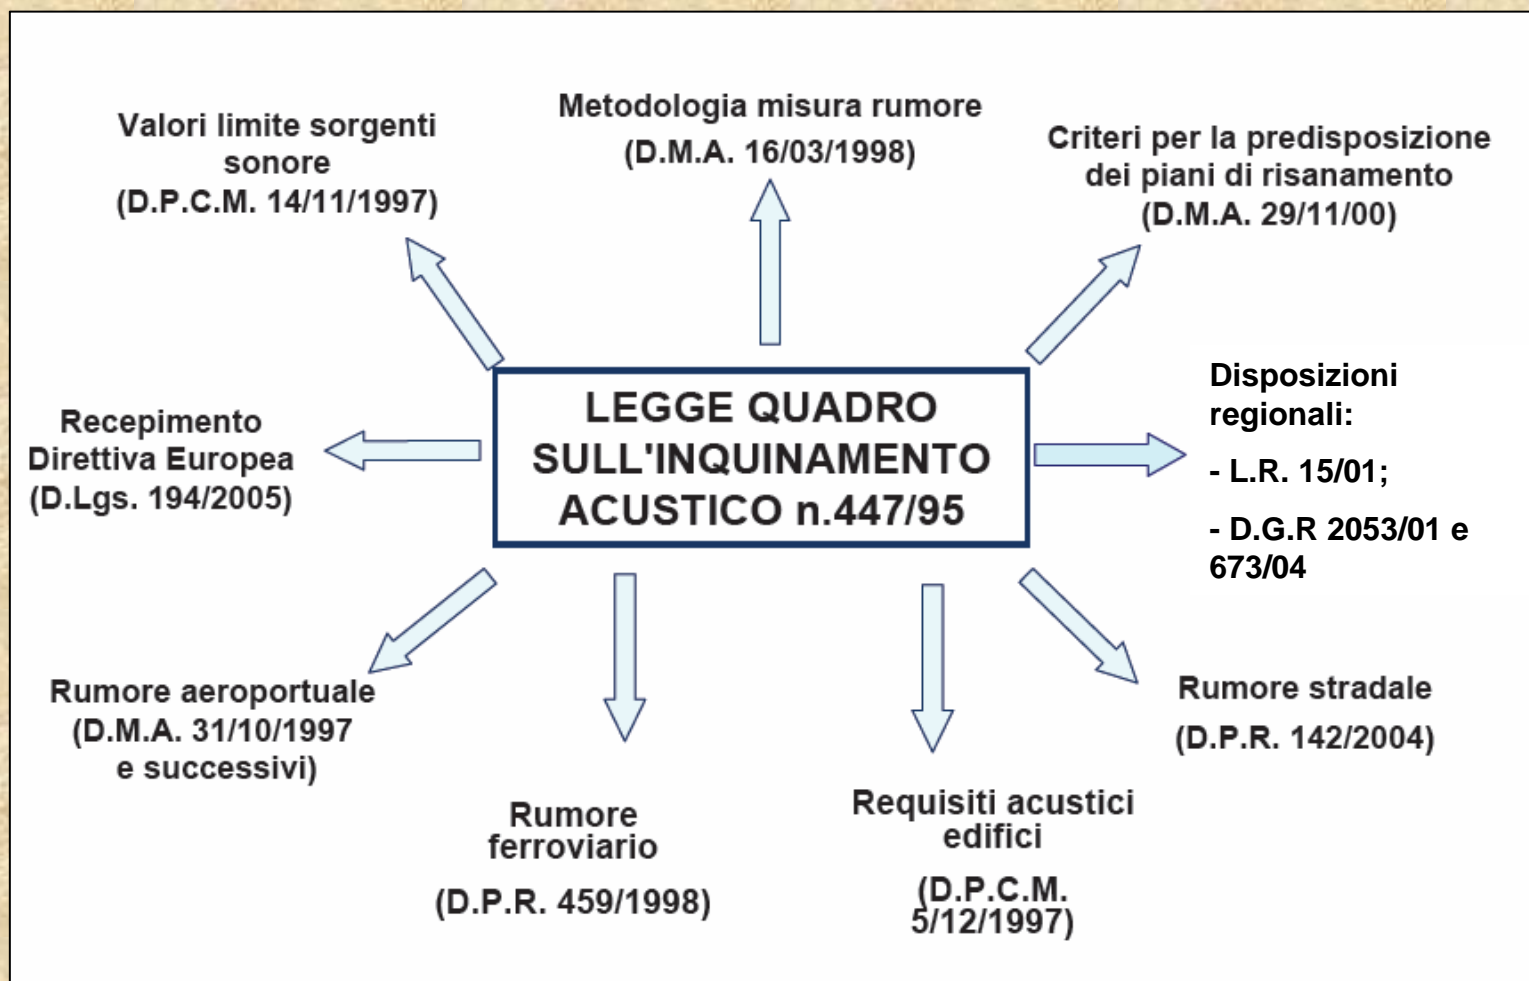 Valori limite sorgenti
sonore
(D.P.C.M. 14/11/1997)
Metodologia misura rumore
(D.M.A. 16/03/1998)
Criteri per la predisposizione
dei piani di risanamento
(D.M.A. 29/11/00)
Recepimento
Direttiva Europea
(D.Lgs. 194/2005)
LEGGE QUADRO
SULL'INQUINAMENTO
ACUSTICO n.447/95
Disposizioni
regionali:
- L.R. 15/01;
- D.G.R 2053/01 e
673/04
Rumore aeroportuale
(D.M.A. 31/10/1997
e successivi)
Rumore
ferroviario
(D.P.R. 459/1998)
Requisiti acustici
edifici
(D.P.C.M.
5/12/1997)
Rumore stradale
(D.P.R. 142/2004)